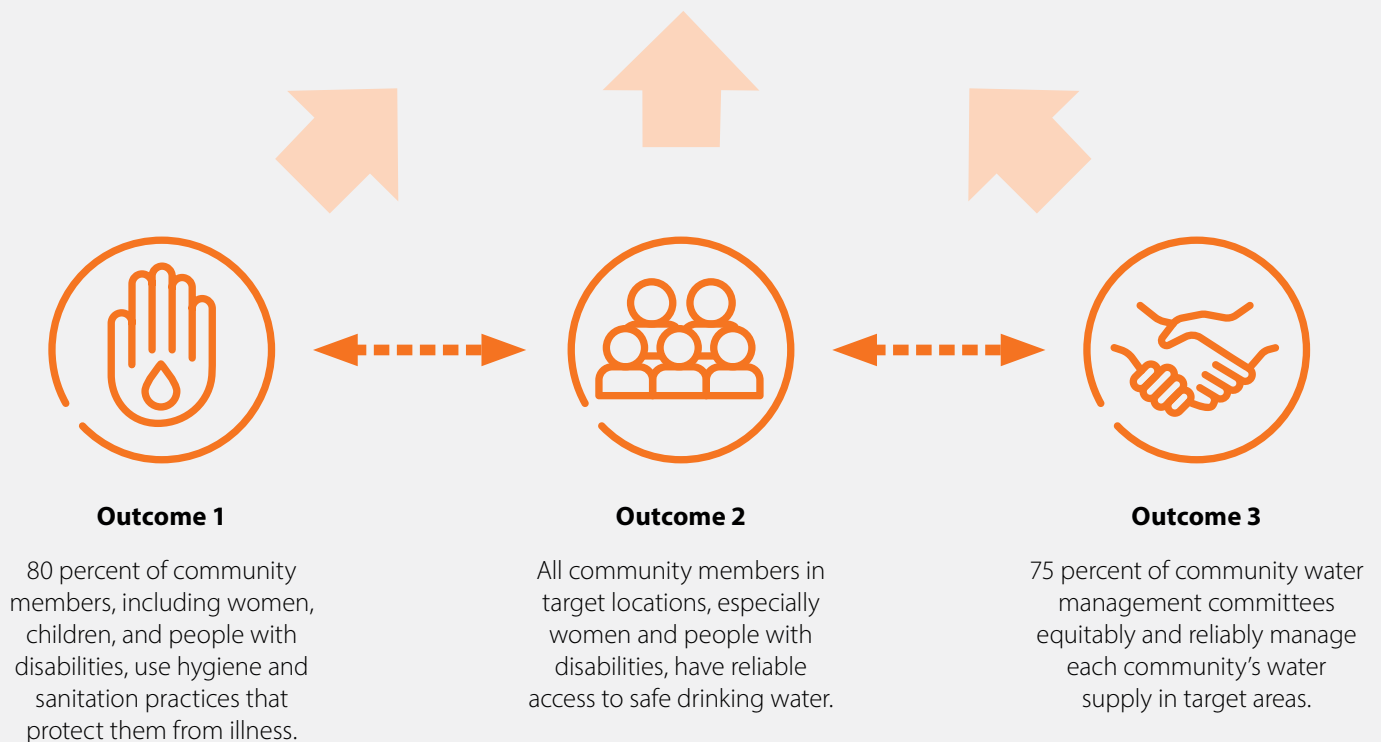 Outcome 1
80 percent of community
members, including women,
children, and people with
disabilities, use hygiene and
sanitation practices that
protect them from illness.
Outcome 2
All community members in
target locations, especially
women and people with
disabilities, have reliable
access to safe drinking water.
Outcome 3
75 percent of community water
management committees
equitably and reliably manage
each community’s water
supply in target areas.